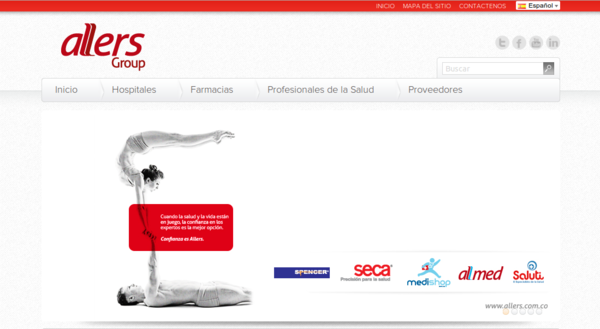 INICIO MAPA DEL SITIO CONTACTENOS Español
allers
Group
Buscar
Inicio Hospitales Farmacias Profesionales de la Salud Proveedores
Cuando la salud y la vida están
en juego, la confianza en los
expertos es la mejor opción.
Confianza es Allers.
SPENGLER seca medishop allmed Saluti
Precisión para la salud
www.allers.com.co